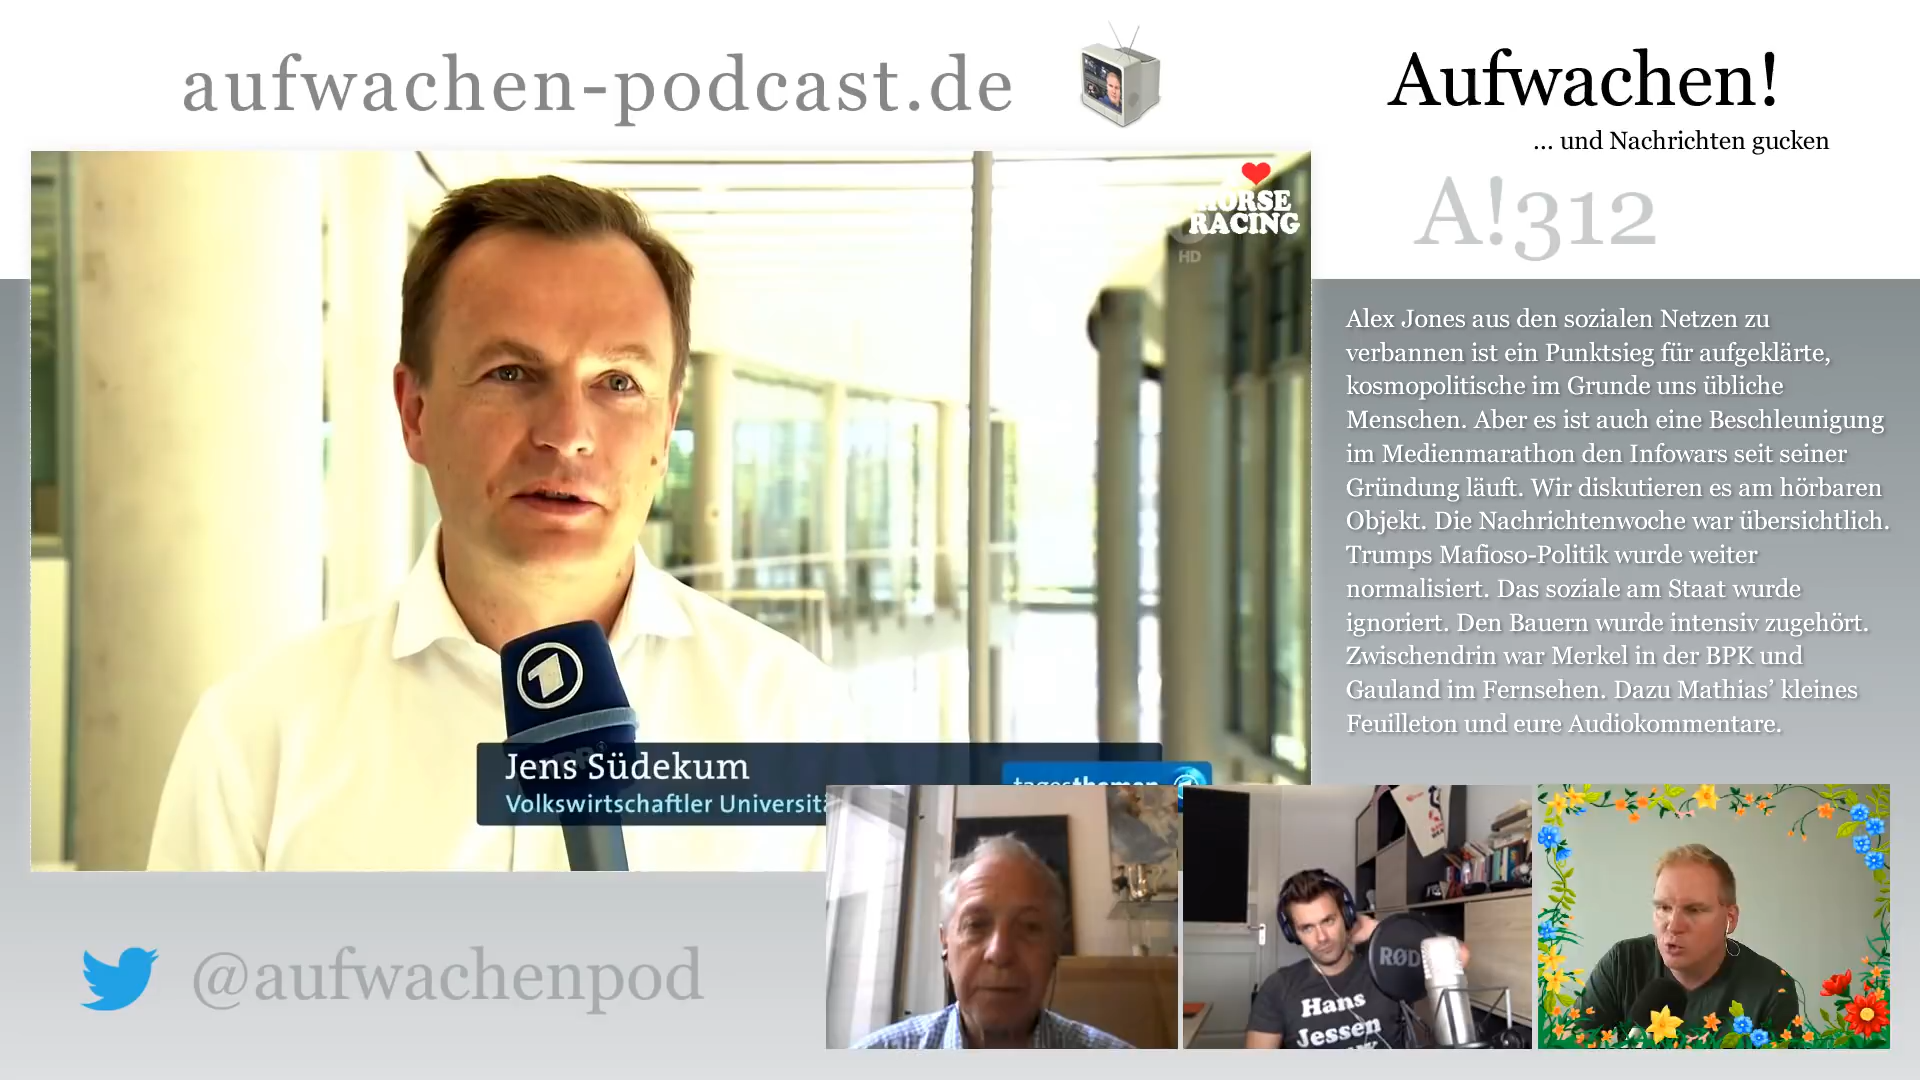 aufwachen-podcast.de
Aufwachen!
... und Nachrichten gucken
A!312
HORSE
RACING
HD
Alex Jones aus den sozialen Netzen zu
verbannen ist ein Punktsieg für aufgeklärte,
kosmopolitische im Grunde uns übliche
Menschen. Aber es ist auch eine Beschleunigung
im Medienmarathon den Infowars seit seiner
Gründung läuft. Wir diskutieren es am hörbaren
Objekt. Die Nachrichtenwoche war übersichtlich.
Trumps Mafioso-Politik wurde weiter
normalisiert. Das soziale am Staat wurde
ignoriert. Den Bauern wurde intensiv zugehört.
Zwischendrin war Merkel in der BPK und
Gauland im Fernsehen. Dazu Mathias’ kleines
Feuilleton und eure Audiokommentare.
1
Jens Südekum
Volkswirtschaftler Universitä
tagesthemen
@aufwachenpod
RØD
Hans
Jessen